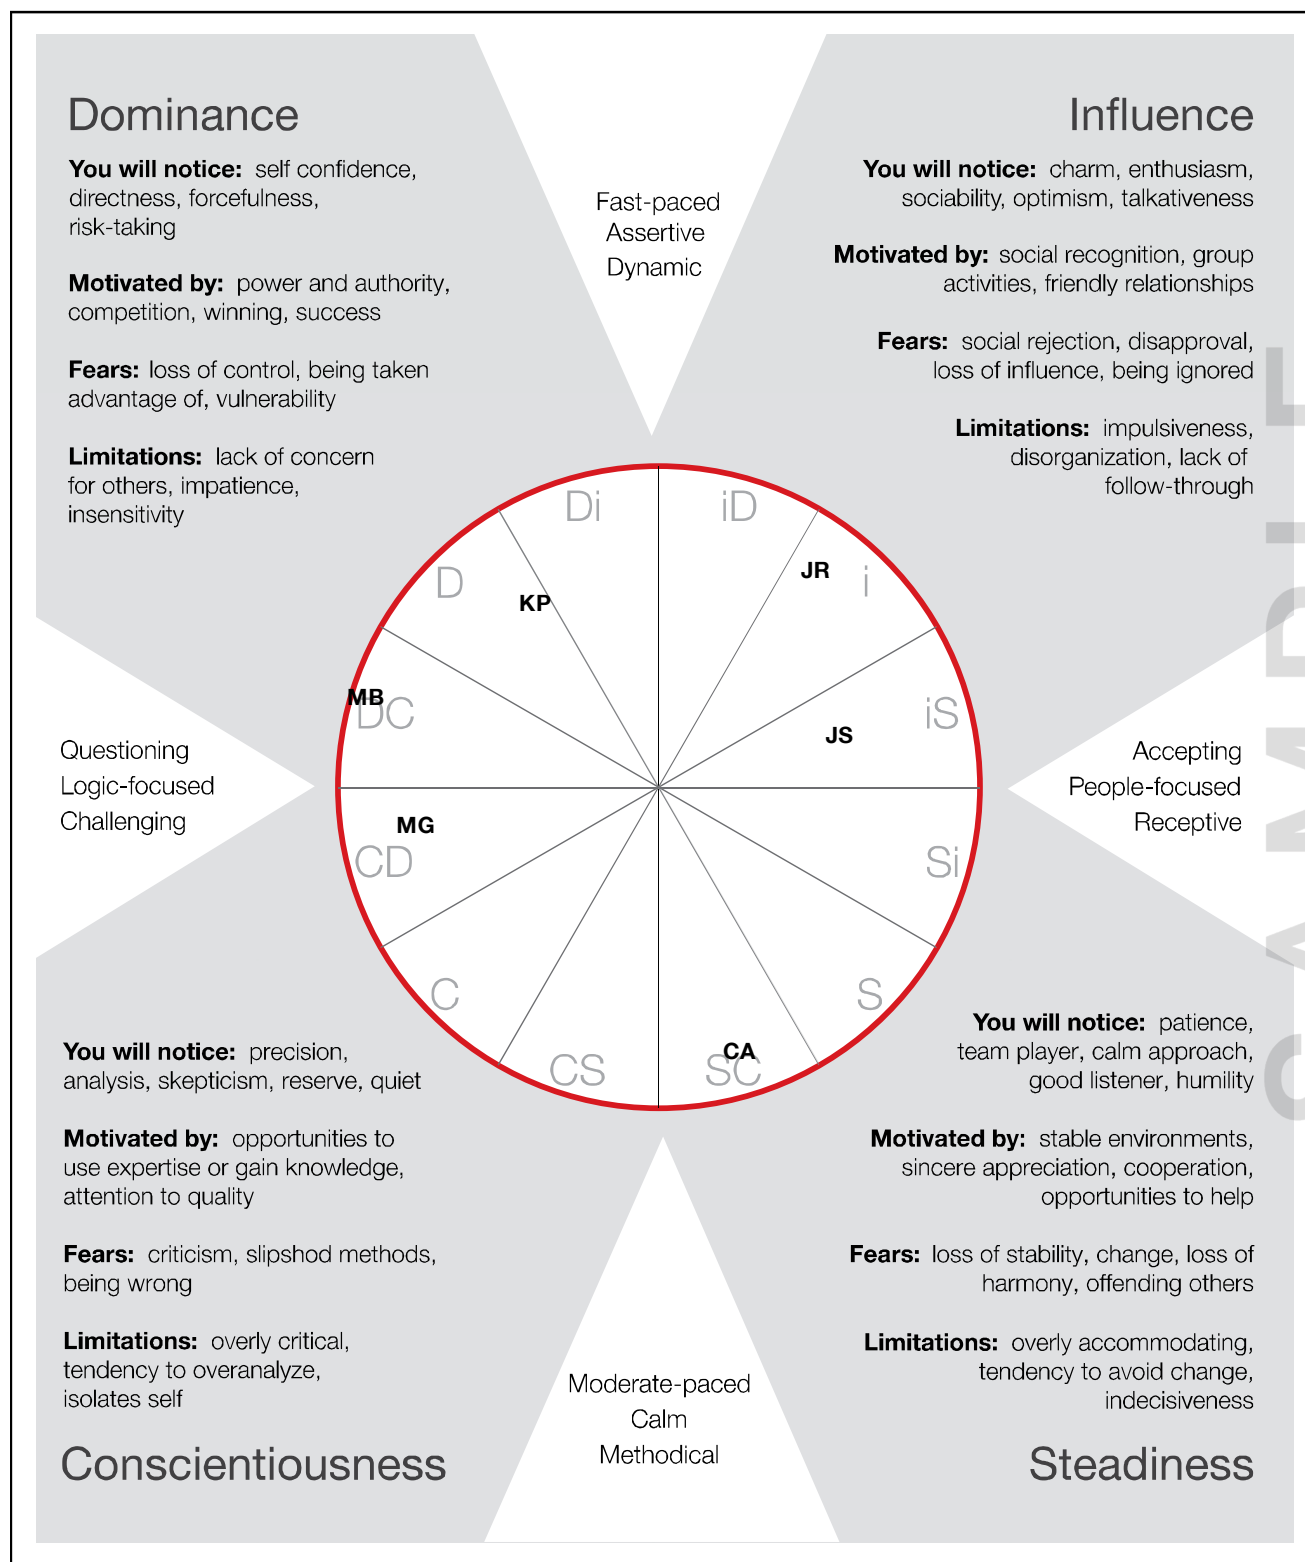 Dominance
You will notice: self confidence,
directness, forcefulness,
risk-taking
Motivated by: power and authority,
competition, winning, success
Fears: loss of control, being taken
advantage of, vulnerability
Limitations: lack of concern
for others, impatience,
insensitivity
Fast-paced
Assertive
Dynamic
Influence
You will notice: charm, enthusiasm,
sociability, optimism, talkativeness
Motivated by: social recognition, group
activities, friendly relationships
Fears: social rejection, disapproval,
loss of influence, being ignored
Limitations: impulsiveness,
disorganization, lack of
follow-through
Di
iD
D
KP
JR
i
MB
DC
JS
iS
MG
CD
Si
C
S
CS
CA
SC
Questioning
Logic-focused
Challenging
Accepting
People-focused
Receptive
You will notice: precision,
analysis, skepticism, reserve, quiet
Motivated by: opportunities to
use expertise or gain knowledge,
attention to quality
Fears: criticism, slipshod methods,
being wrong
Limitations: overly critical,
tendency to overanalyze,
isolates self
Conscientiousness
Moderate-paced
Calm
Methodical
You will notice: patience,
team player, calm approach,
good listener, humility
Motivated by: stable environments,
sincere appreciation, cooperation,
opportunities to help
Fears: loss of stability, change, loss of
harmony, offending others
Limitations: overly accommodating,
tendency to avoid change,
indecisiveness
Steadiness
SAMPLE